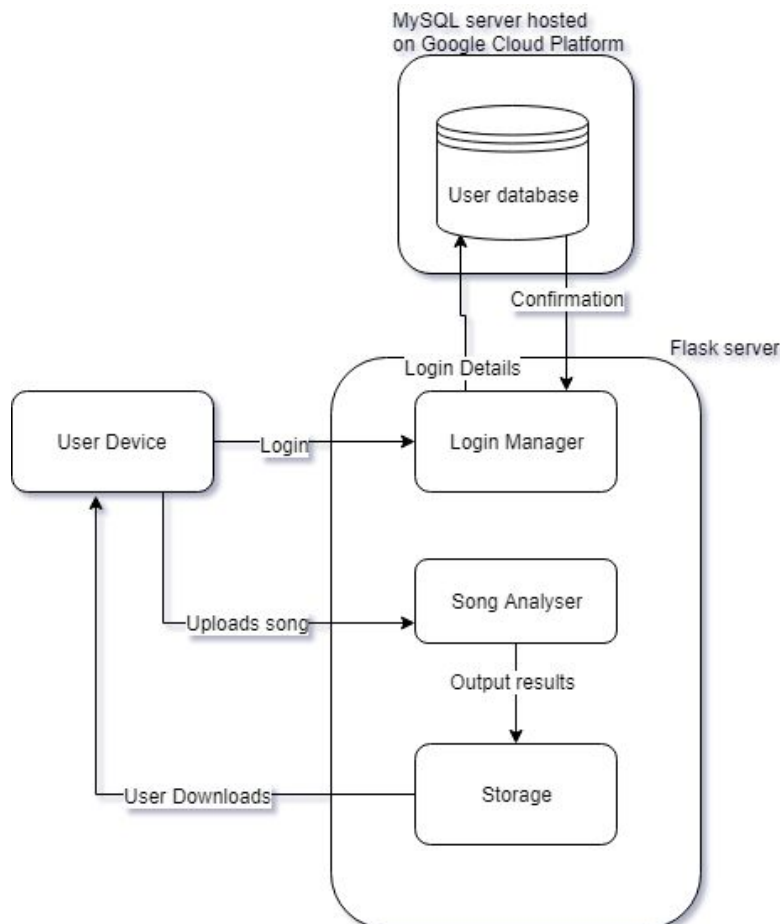 MySQL server hosted
on Google Cloud Platform
User database
Confirmation
Flask server
Login Details
User Device
Login
Login Manager
Song Analyser
Uploads song
Output results
User Downloads
Storage